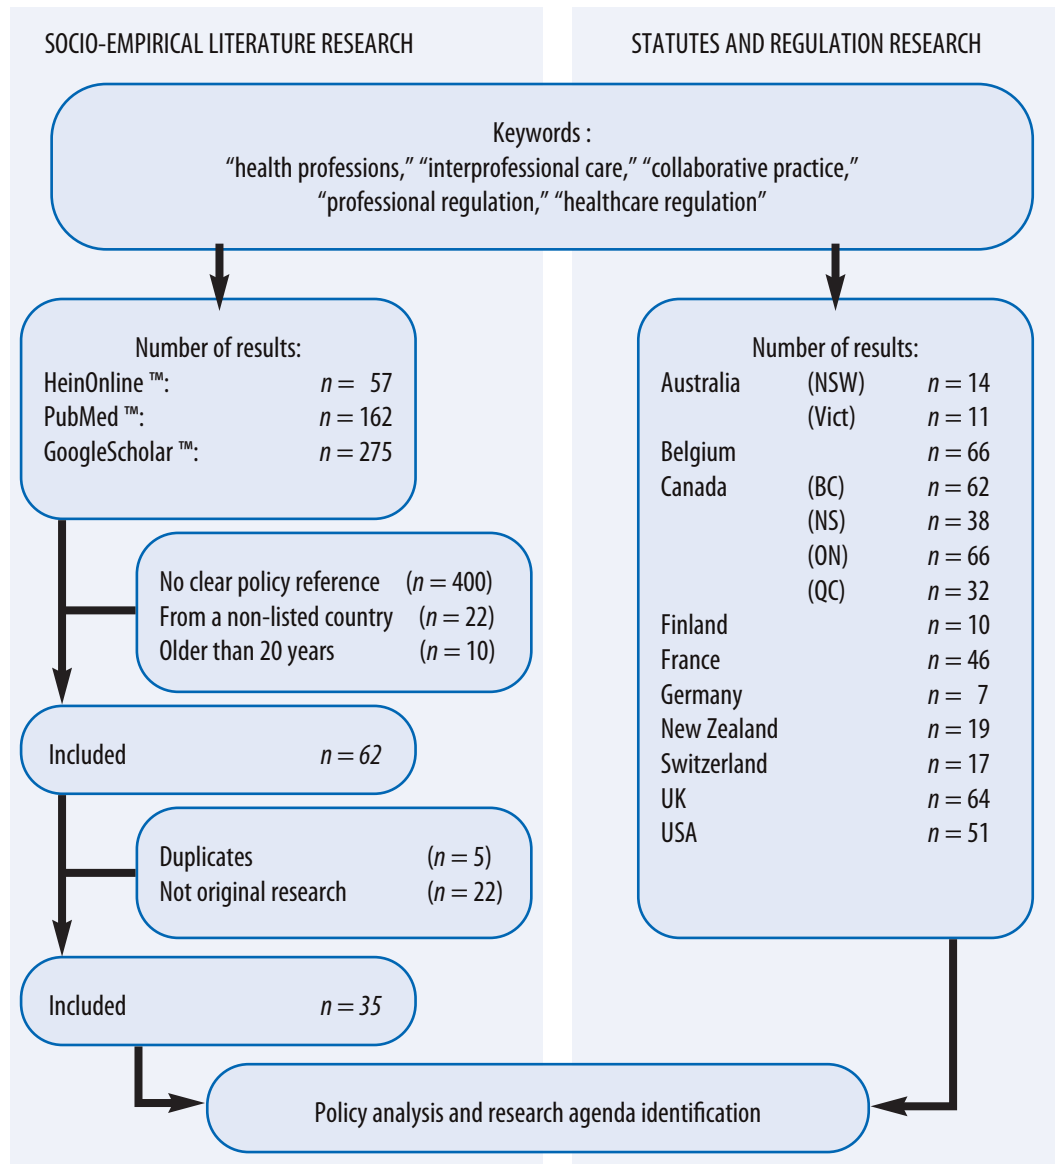 SOCIO-EMPIRICAL LITERATURE RESEARCH
STATUTES AND REGULATION RESEARCH
Keywords :
“health professions,” “interprofessional care,” “collaborative practice,”
“professional regulation,” “healthcare regulation”
Number of results:
HeinOnline ™: n = 57
PubMed ™: n = 162
GoogleScholar ™: n = 275
No clear policy reference (n = 400)
From a non-listed country (n = 22)
Older than 20 years (n = 10)
Included n = 62
Duplicates (n = 5)
Not original research (n = 22)
Included n = 35
Number of results:
Australia (NSW) n = 14
(Vict) n = 11
Belgium n = 66
Canada (BC) n = 62
(NS) n = 38
(ON) n = 66
(QC) n = 32
Finland n = 10
France n = 46
Germany n = 7
New Zealand n = 19
Switzerland n = 17
UK n = 64
USA n = 51
Policy analysis and research agenda identification